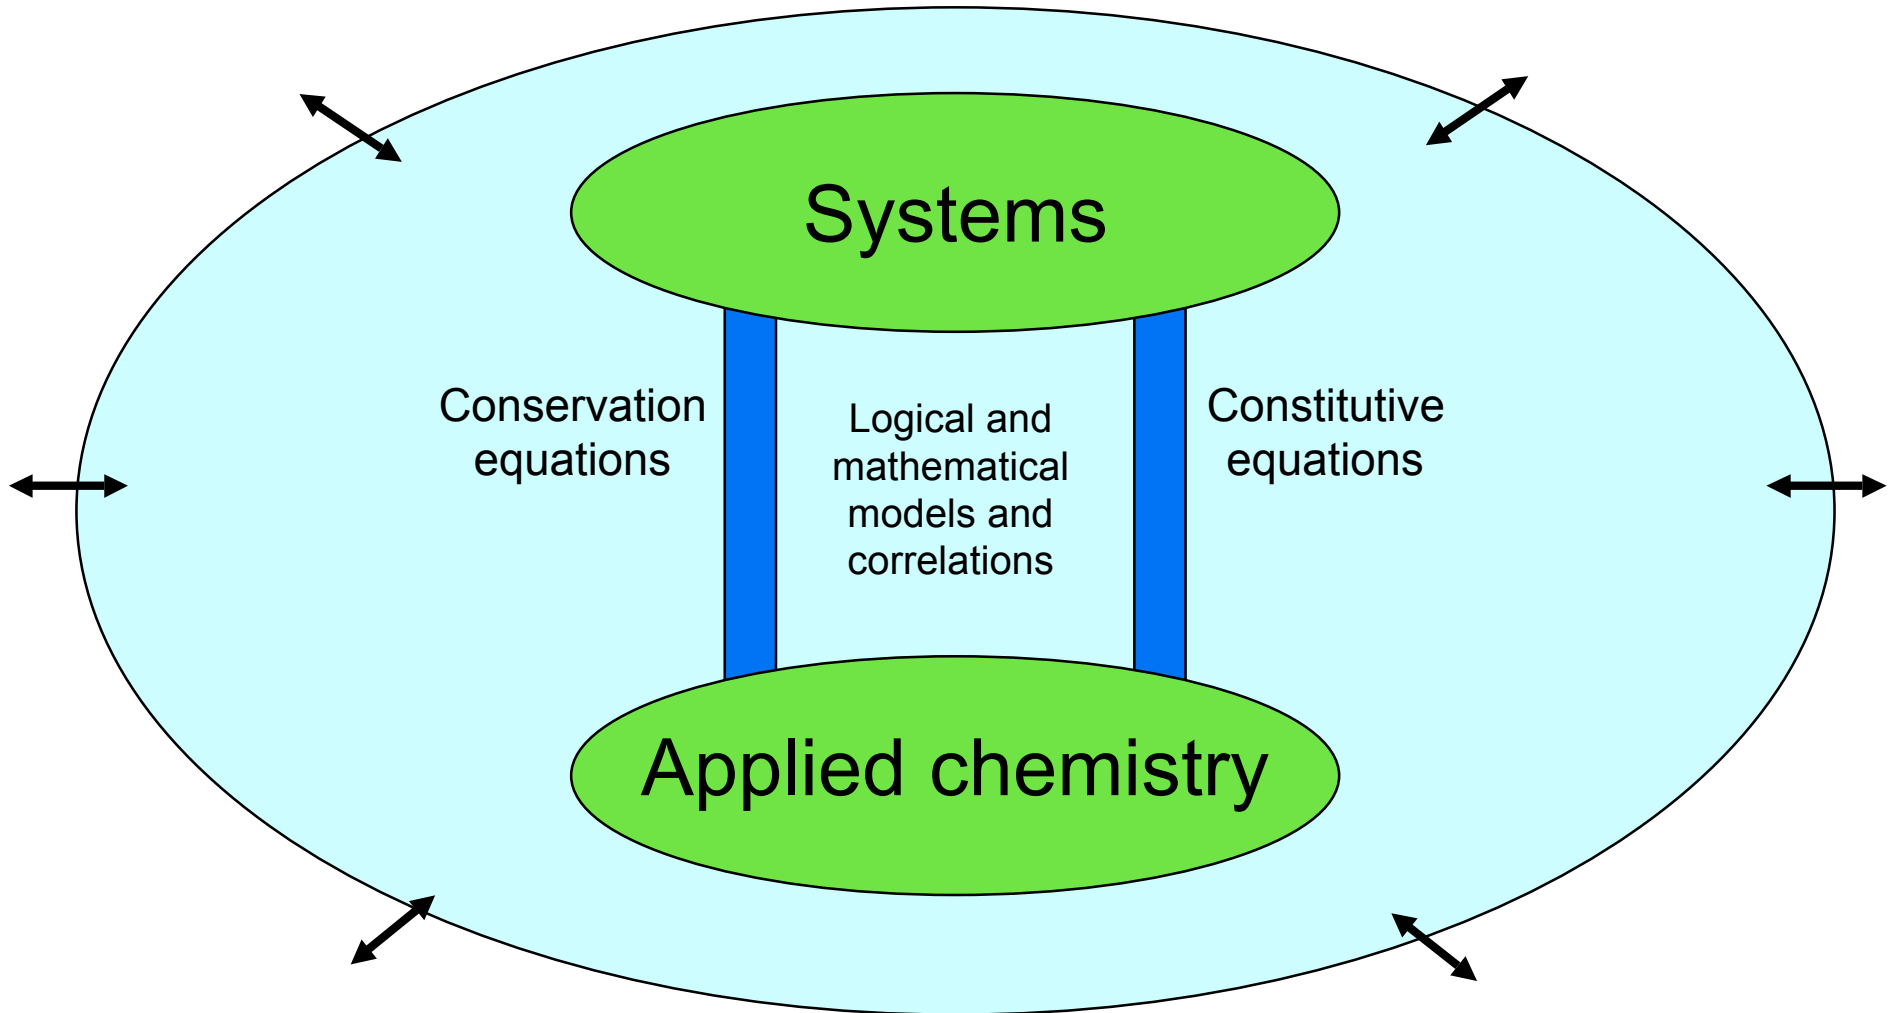 Systems
Conservation
equations
Logical and
mathematical
models and
correlations
Constitutive
equations
Applied chemistry